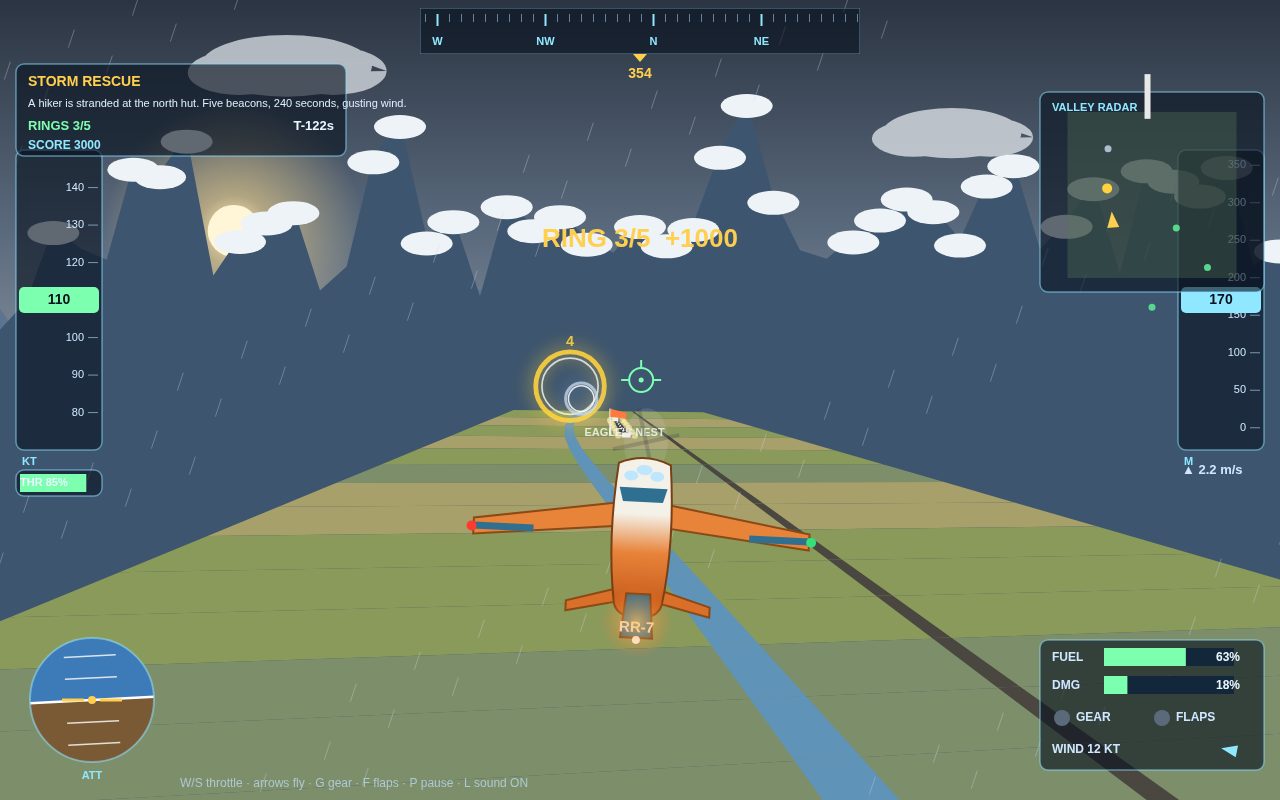 W NW N NE
354
STORM RESCUE
A hiker is stranded at the north hut. Five beacons, 240 seconds, gusting wind.
RINGS 3/5 T-122s
SCORE 3000
VALLEY RADAR
140
130
120
110
100
90
80
KT
THR 85%
RING 3/5 +1000
4
EAGLE NEST
RR-7
350
300
250
200
170
150
100
50
0
M
▲ 2.2 m/s
FUEL 63%
DMG 18%
GEAR FLAPS
WIND 12 KT
ATT
W/S throttle · arrows fly · G gear · F flaps · P pause · L sound ON